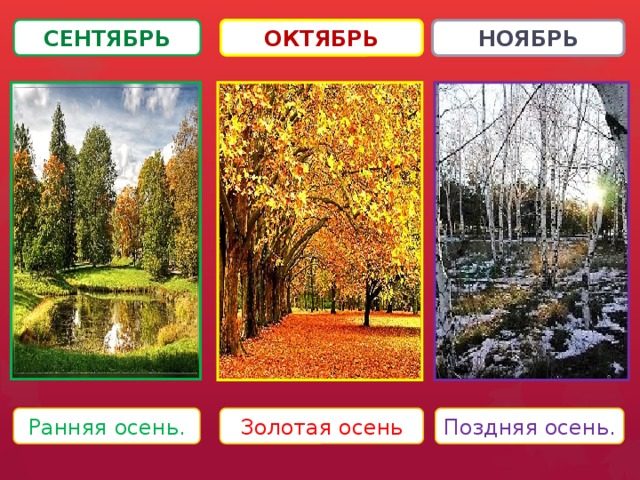 СЕНТЯБРЬ
ОКТЯБРЬ
НОЯБРЬ
Ранняя осень.
Золотая осень
Поздняя осень.